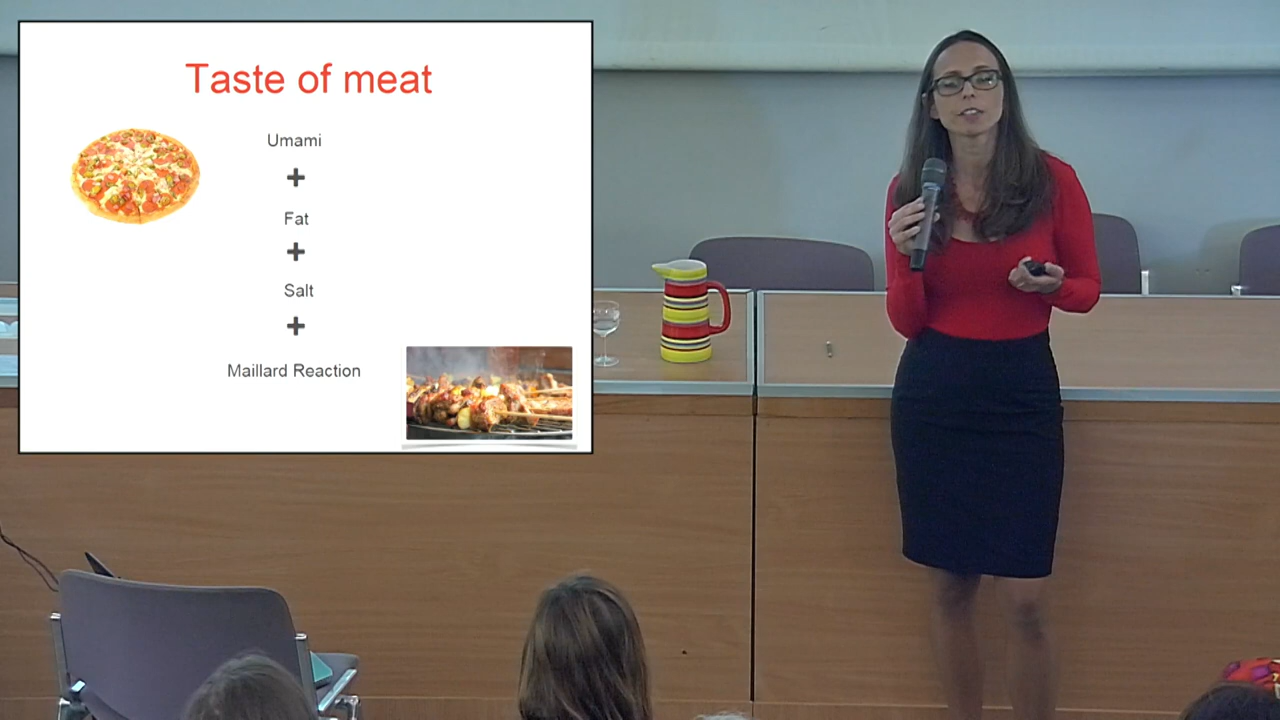 Taste of meat
Umami
+
Fat
+
Salt
+
Maillard Reaction